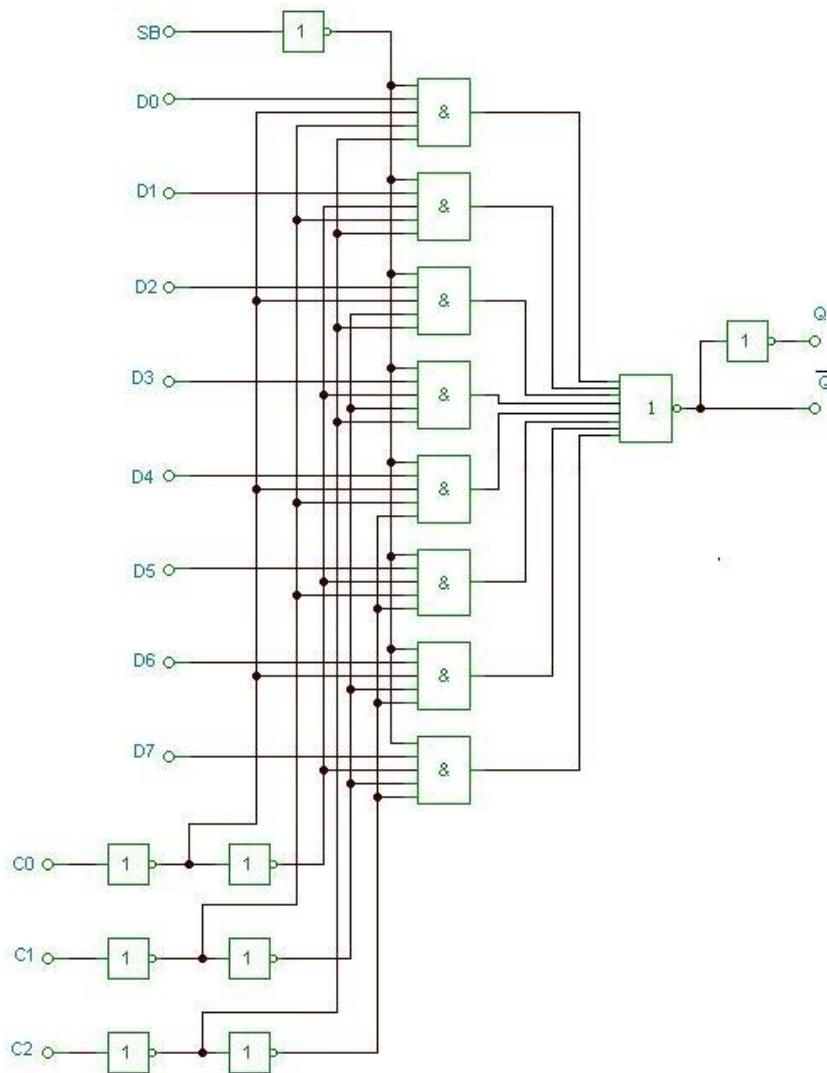 SB 1
D0 &
D1 &
D2 &
1 Q
D3 & Q̅
1
D4 &
D5 &
D6 &
D7 &
C0 1 1
C1 1 1
C2 1 1